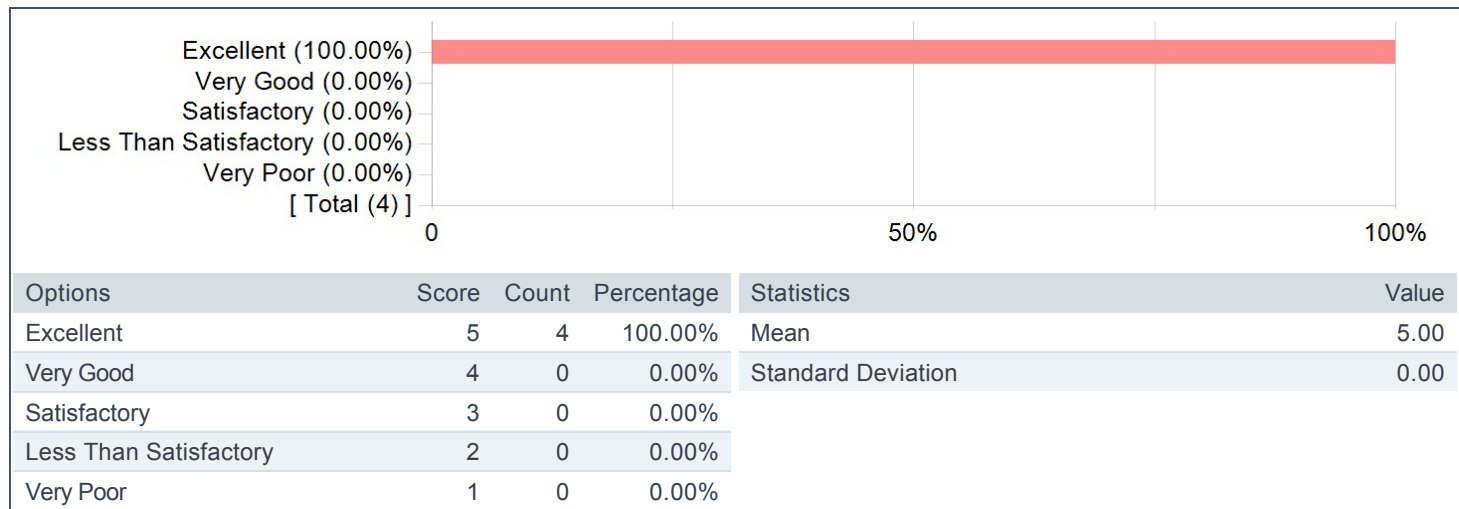 Excellent (100.00%)
Very Good (0.00%)
Satisfactory (0.00%)
Less Than Satisfactory (0.00%)
Very Poor (0.00%)
[ Total (4) ]
0 50% 100%
Options Score Count Percentage
Excellent 5 4 100.00%
Very Good 4 0 0.00%
Satisfactory 3 0 0.00%
Less Than Satisfactory 2 0 0.00%
Very Poor 1 0 0.00%
Statistics Value
Mean 5.00
Standard Deviation 0.00